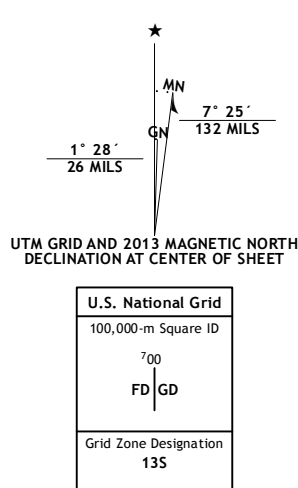 ★
MN
7° 25´
132 MILS
GN
1° 28´
26 MILS
UTM GRID AND 2013 MAGNETIC NORTH
DECLINATION AT CENTER OF SHEET
U.S. National Grid
100,000-m Square ID
⁷00
FD GD
Grid Zone Designation
13S